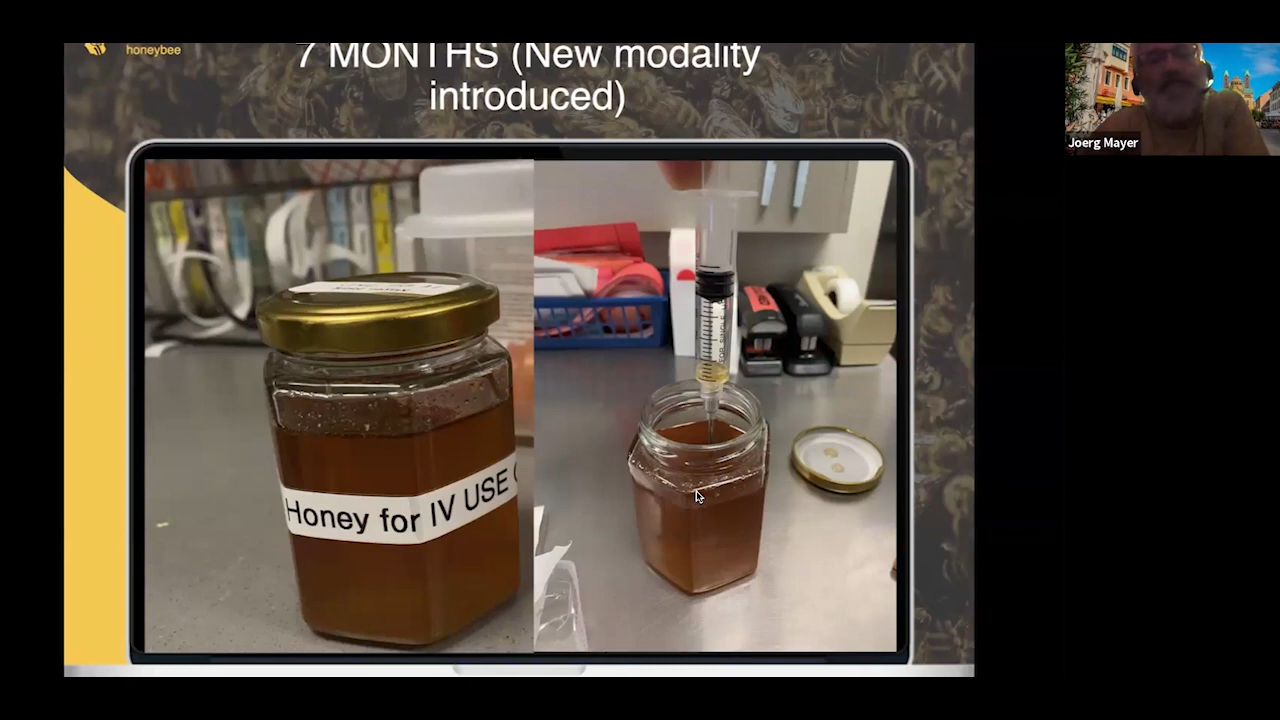 honeybee
7 MONTHS (New modality
introduced)
Honey for IV USE
Joerg Mayer